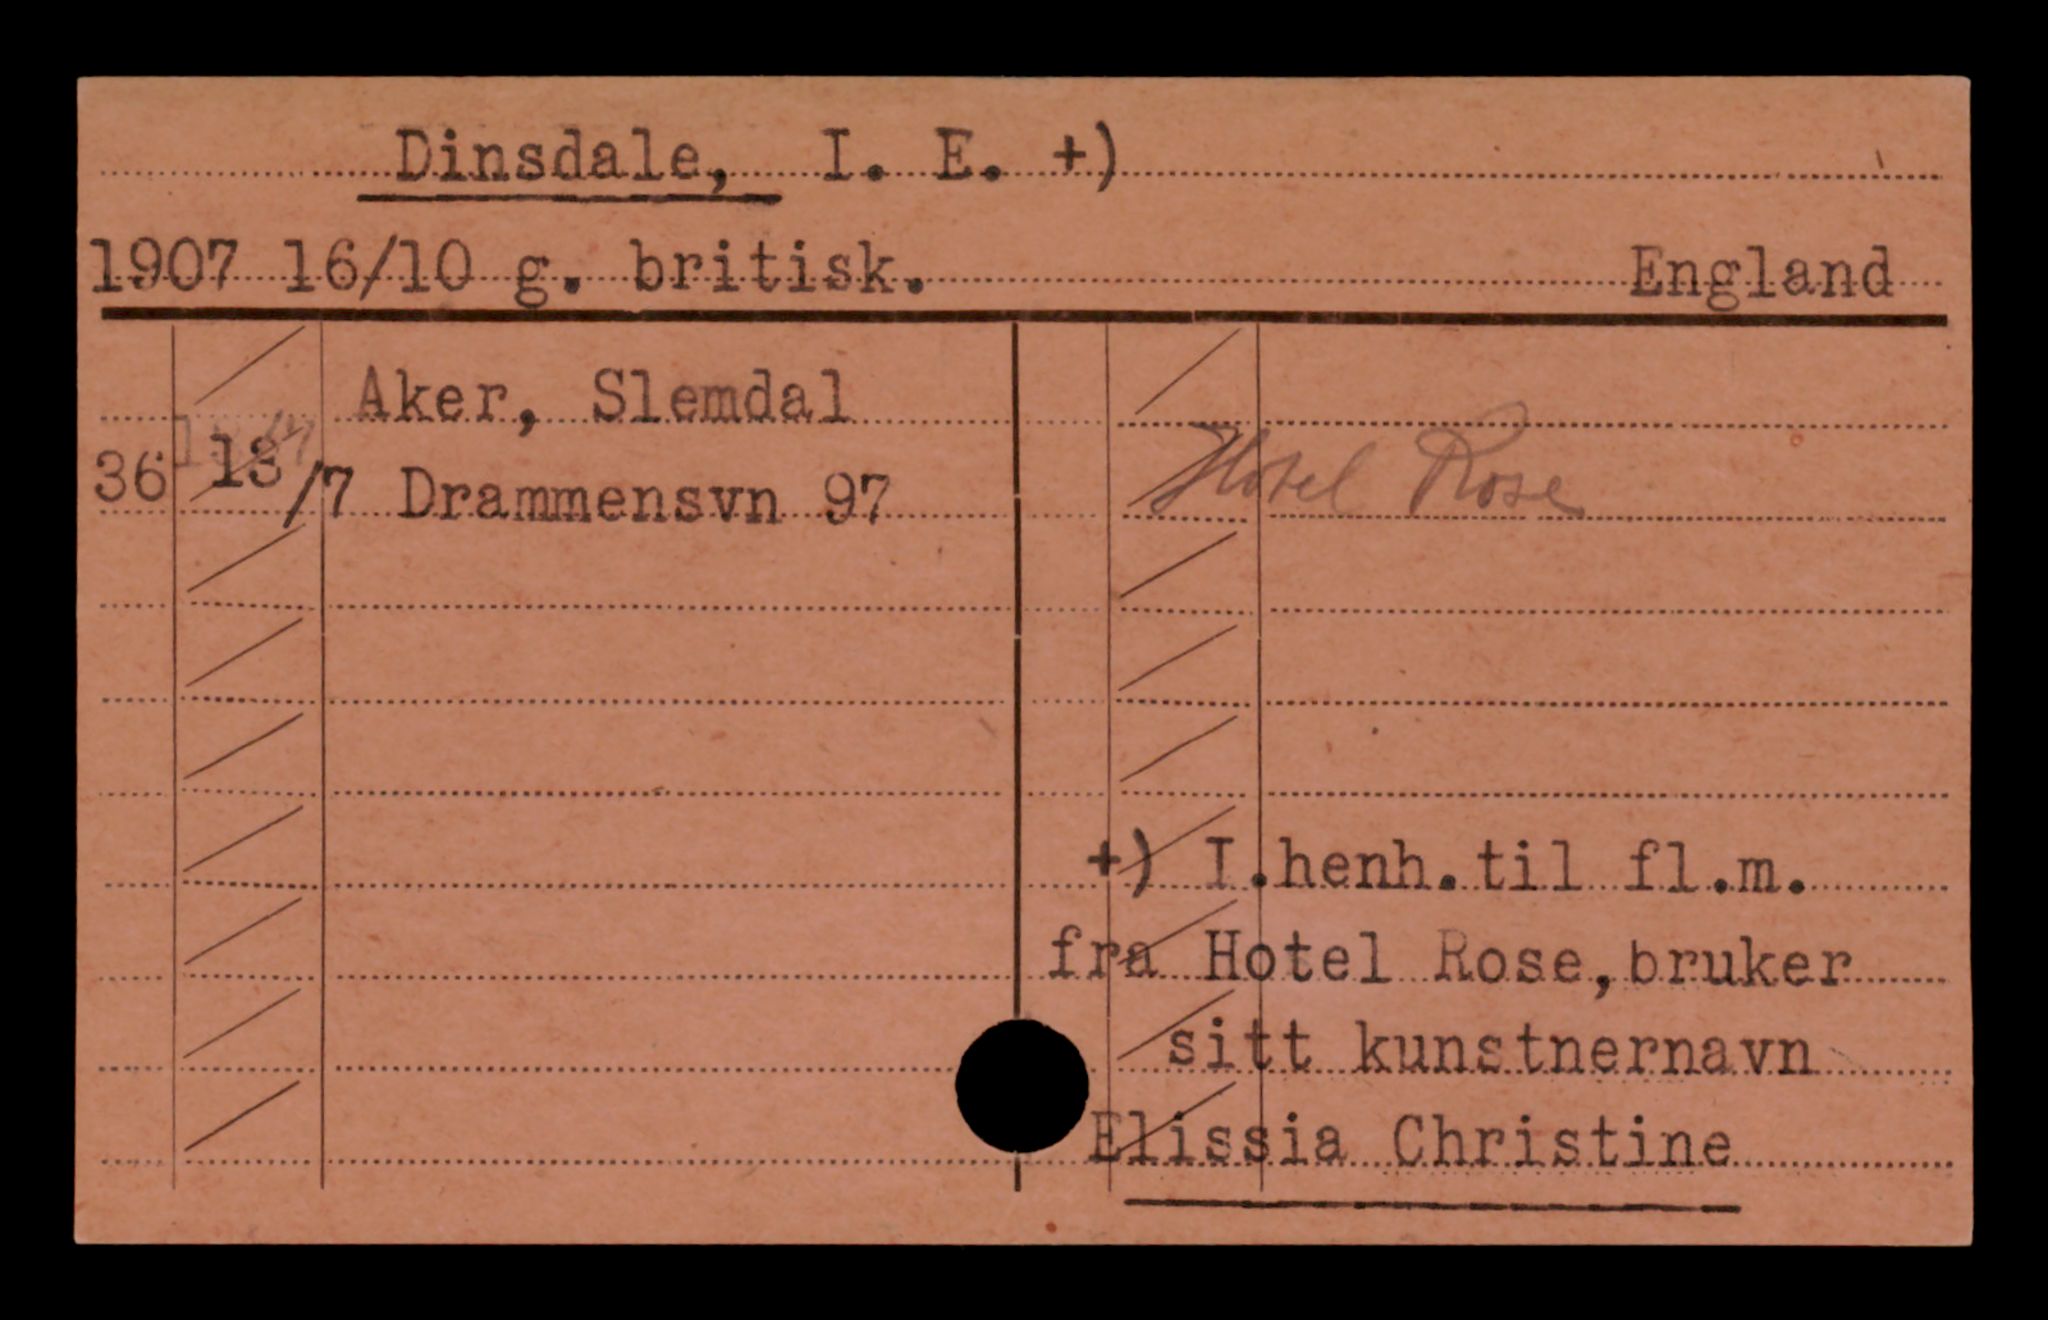 Dinsdale, I. E. +)
1907 16/10 g. britisk. England
Aker, Slemdal
36 13/7 Drammensvn 97
Hotel Rose
+) I.henh.til fl.m.
fra Hotel Rose,bruker
sitt kunstnernavn
Elissia Christine